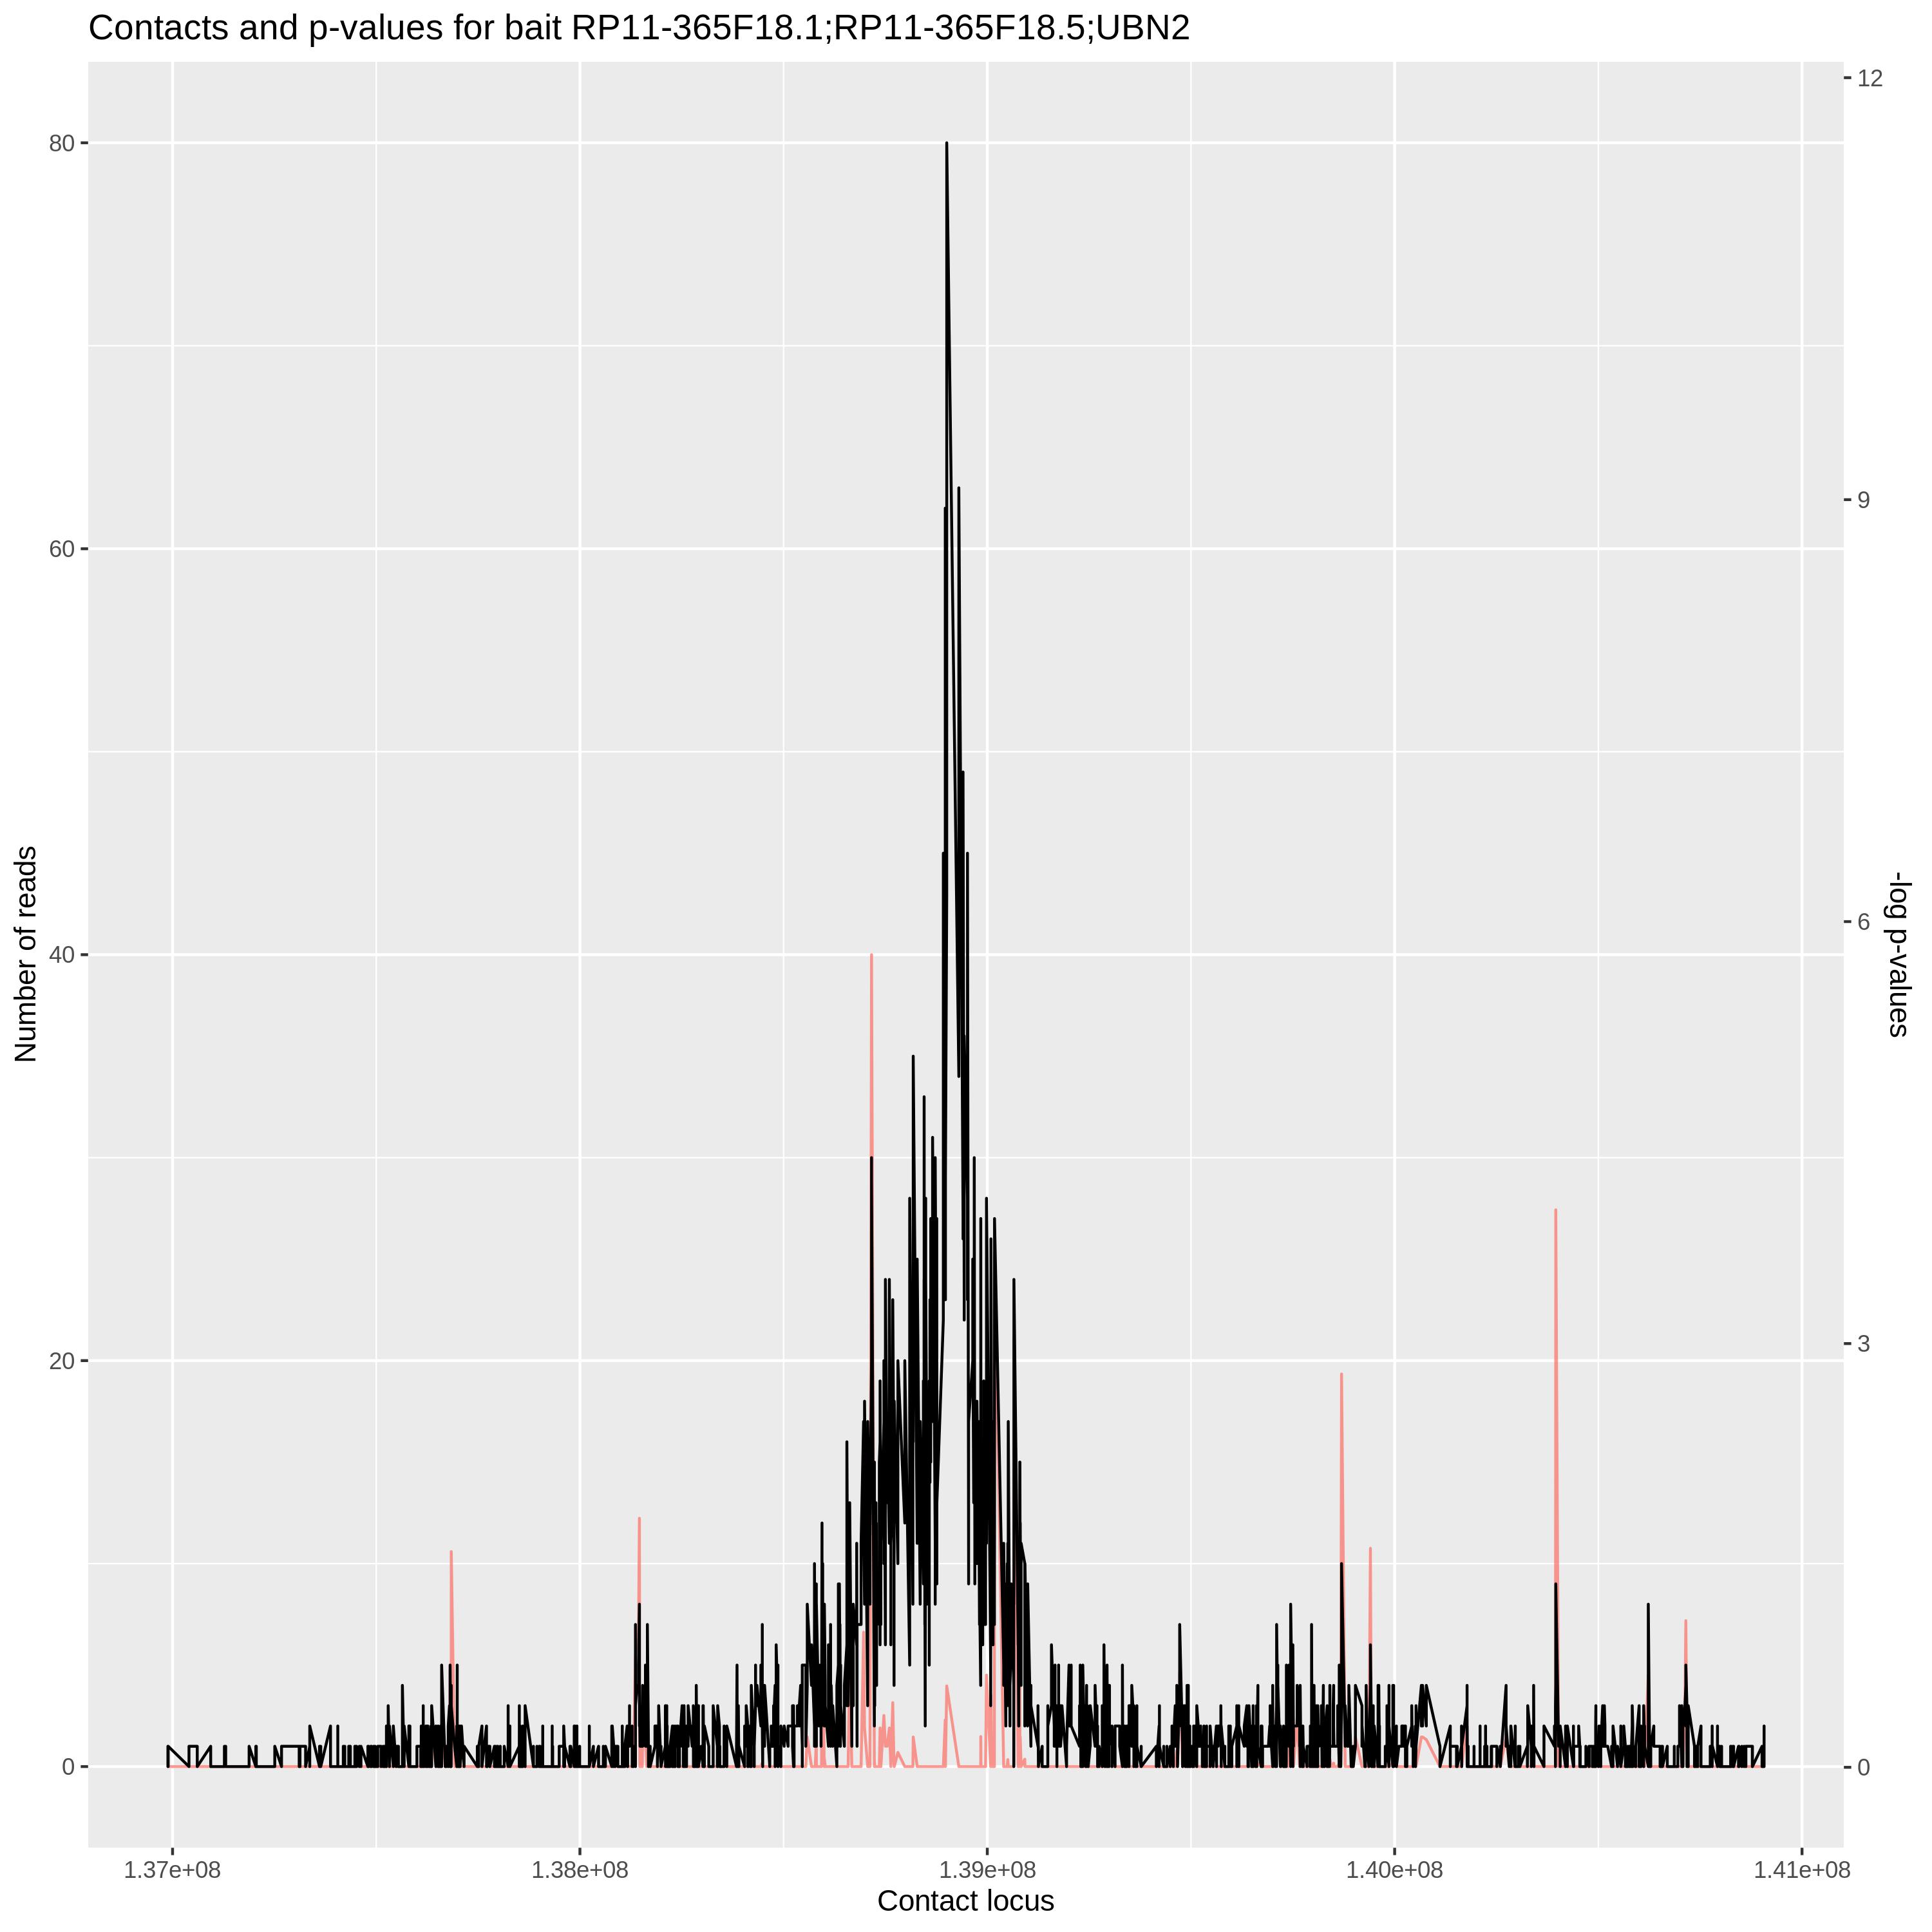 Contacts and p-values for bait RP11-365F18.1;RP11-365F18.5;UBN2
Number of reads
80
60
40
20
0
12
9
6
3
0
-log p-values
1.37e+08 1.38e+08 1.39e+08 1.40e+08 1.41e+08
Contact locus